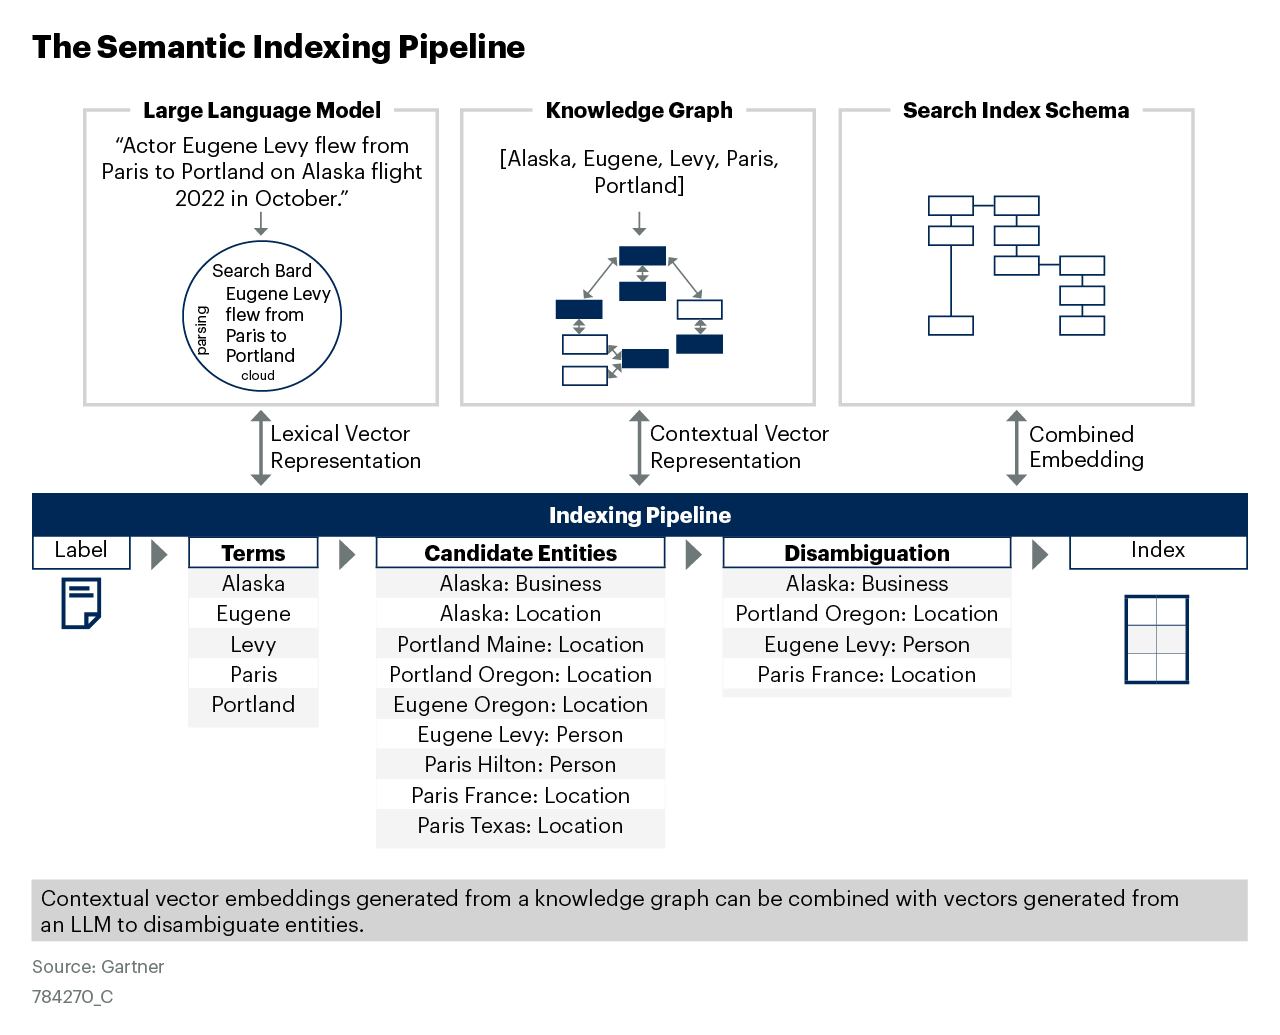 The Semantic Indexing Pipeline
Large Language Model
“Actor Eugene Levy flew from
Paris to Portland on Alaska flight
2022 in October.”
Search Bard
parsing
Eugene Levy
flew from
Paris to
Portland
cloud
Knowledge Graph
[Alaska, Eugene, Levy, Paris,
Portland]
Search Index Schema
Lexical Vector
Representation
Contextual Vector
Representation
Combined
Embedding
Indexing Pipeline
Label
Terms
Alaska
Eugene
Levy
Paris
Portland
Candidate Entities
Alaska: Business
Alaska: Location
Portland Maine: Location
Portland Oregon: Location
Eugene Oregon: Location
Eugene Levy: Person
Paris Hilton: Person
Paris France: Location
Paris Texas: Location
Disambiguation
Alaska: Business
Portland Oregon: Location
Eugene Levy: Person
Paris France: Location
Index
Contextual vector embeddings generated from a knowledge graph can be combined with vectors generated from
an LLM to disambiguate entities.
Source: Gartner
784270_C